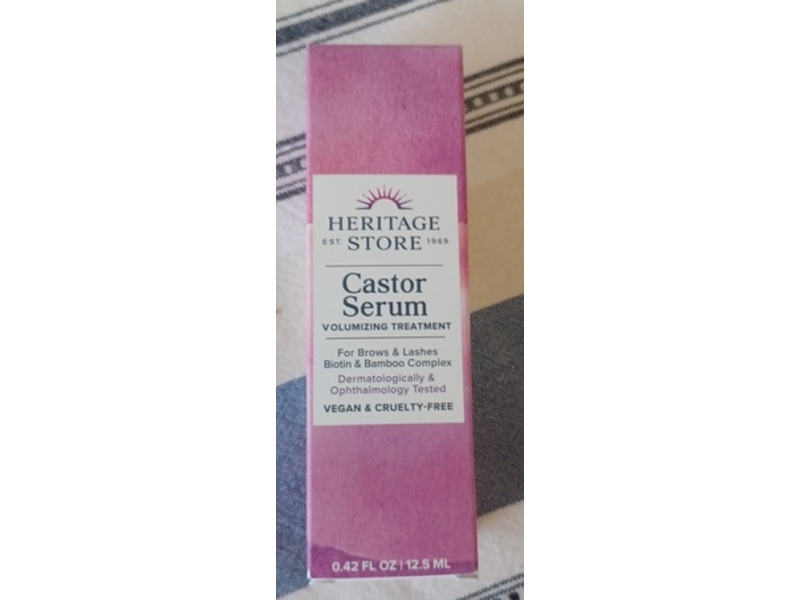 HERITAGE
EST. STORE 1969
Castor
Serum
VOLUMIZING TREATMENT
For Brows & Lashes
Biotin & Bamboo Complex
Dermatologically &
Ophthalmology Tested
VEGAN & CRUELTY-FREE
0.42 FL OZ | 12.5 ML